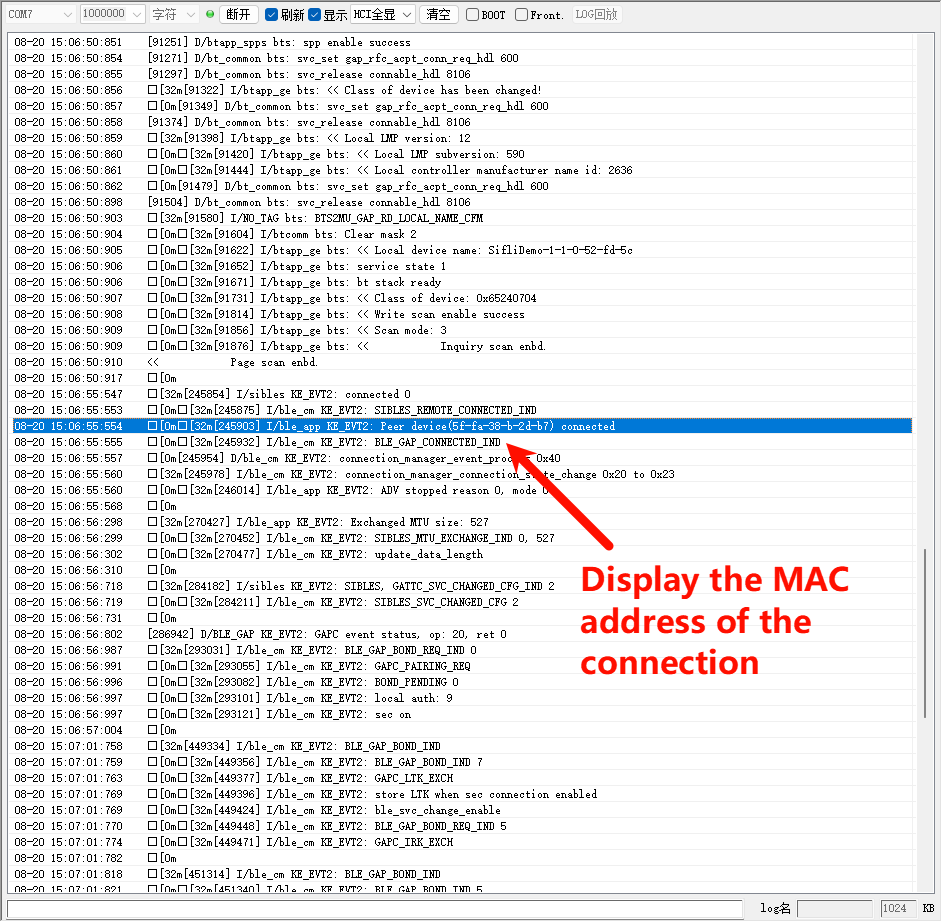 COM7 1000000 字符 断开 刷新 显示 HCI全显 清空 BOOT Front. LOG回放
08-20 15:06:50:851 [91251] D/btapp_spps bts: spp enable success
08-20 15:06:50:854 [91271] D/bt_common bts: svc_set gap_rfc_acpt_conn_req_hdl 600
08-20 15:06:50:855 [91297] D/bt_common bts: svc_release connable_hdl 8106
08-20 15:06:50:856 □[32m[91322] I/btapp_ge bts: << Class of device has been changed!
08-20 15:06:50:857 □[0m[91349] D/bt_common bts: svc_set gap_rfc_acpt_conn_req_hdl 600
08-20 15:06:50:858 [91374] D/bt_common bts: svc_release connable_hdl 8106
08-20 15:06:50:859 □[32m[91398] I/btapp_ge bts: << Local LMP version: 12
08-20 15:06:50:860 □[0m□[32m[91420] I/btapp_ge bts: << Local LMP subversion: 590
08-20 15:06:50:861 □[0m□[32m[91444] I/btapp_ge bts: << Local controller manufacturer name id: 2636
08-20 15:06:50:862 □[0m[91479] D/bt_common bts: svc_set gap_rfc_acpt_conn_req_hdl 600
08-20 15:06:50:898 [91504] D/bt_common bts: svc_release connable_hdl 8106
08-20 15:06:50:903 □[32m[91580] I/NO_TAG bts: BTS2MU_GAP_RD_LOCAL_NAME_CFM
08-20 15:06:50:904 □[0m□[32m[91604] I/btcomm bts: Clear mask 2
08-20 15:06:50:905 □[0m□[32m[91622] I/btapp_ge bts: << Local device name: SifliDemo-1-1-0-52-fd-5c
08-20 15:06:50:906 □[0m□[32m[91652] I/btapp_ge bts: service state 1
08-20 15:06:50:906 □[0m□[32m[91671] I/btapp_ge bts: bt stack ready
08-20 15:06:50:907 □[0m□[32m[91731] I/btapp_ge bts: << Class of device: 0x65240704
08-20 15:06:50:908 □[0m□[32m[91814] I/btapp_ge bts: << Write scan enable success
08-20 15:06:50:909 □[0m□[32m[91856] I/btapp_ge bts: << Scan mode: 3
08-20 15:06:50:909 □[0m□[32m[91876] I/btapp_ge bts: << Inquiry scan enbd.
08-20 15:06:50:910 << Page scan enbd.
08-20 15:06:50:917 □[0m
08-20 15:06:55:547 □[32m[245854] I/sibles KE_EVT2: connected 0
08-20 15:06:55:553 □[0m□[32m[245875] I/ble_cm KE_EVT2: SIBLES_REMOTE_CONNECTED_IND
08-20 15:06:55:554 □[0m□[32m[245903] I/ble_app KE_EVT2: Peer device(5f-fa-38-b-2d-b7) connected
08-20 15:06:55:555 □[0m□[32m[245932] I/ble_cm KE_EVT2: BLE_GAP_CONNECTED_IND
08-20 15:06:55:557 □[0m[245954] D/ble_cm KE_EVT2: 0x40
08-20 15:06:55:560 □[32m[245978] I/ble_cm KE_EVT2: 0x20 to 0x23
08-20 15:06:55:560 □[0m□[32m[246014] I/ble_app KE_EVT2: ADV stopped reason 0, mode 0
08-20 15:06:55:568 □[0m
08-20 15:06:56:298 □[32m[270427] I/ble_app KE_EVT2: Exchanged MTU size: 527
08-20 15:06:56:299 □[0m□[32m[270452] I/ble_cm KE_EVT2: SIBLES_MTU_EXCHANGE_IND 0, 527
08-20 15:06:56:302 □[0m□[32m[270477] I/ble_cm KE_EVT2: update_data_length
08-20 15:06:56:310 □[0m
08-20 15:06:56:718 □[32m[284182] I/sibles KE_EVT2: SIBLES, GATTC_SVC_CHANGED_CFG_IND 2
08-20 15:06:56:719 □[0m□[32m[284211] I/ble_cm KE_EVT2: SIBLES_SVC_CHANGED_CFG 2
08-20 15:06:56:731 □[0m
08-20 15:06:56:802 [286942] D/BLE_GAP KE_EVT2: GAPC event status, op: 20, ret 0
08-20 15:06:56:987 □[32m[293031] I/ble_cm KE_EVT2: BLE_GAP_BOND_REQ_IND 0
08-20 15:06:56:991 □[0m□[32m[293055] I/ble_cm KE_EVT2: GAPC_PAIRING_REQ
08-20 15:06:56:996 □[0m□[32m[293082] I/ble_cm KE_EVT2: BOND_PENDING 0
08-20 15:06:56:997 □[0m□[32m[293101] I/ble_cm KE_EVT2: local auth: 9
08-20 15:06:56:997 □[0m□[32m[293121] I/ble_cm KE_EVT2: sec on
08-20 15:06:57:004 □[0m
08-20 15:07:01:758 □[32m[449334] I/ble_cm KE_EVT2: BLE_GAP_BOND_IND
08-20 15:07:01:759 □[0m□[32m[449356] I/ble_cm KE_EVT2: BLE_GAP_BOND_IND 7
08-20 15:07:01:763 □[0m□[32m[449377] I/ble_cm KE_EVT2: GAPC_LTK_EXCH
08-20 15:07:01:769 □[0m□[32m[449396] I/ble_cm KE_EVT2: store LTK when sec connection enabled
08-20 15:07:01:769 □[0m□[32m[449424] I/ble_cm KE_EVT2: ble_svc_change_enable
08-20 15:07:01:770 □[0m□[32m[449448] I/ble_cm KE_EVT2: BLE_GAP_BOND_REQ_IND 5
08-20 15:07:01:774 □[0m□[32m[449471] I/ble_cm KE_EVT2: GAPC_IRK_EXCH
08-20 15:07:01:782 □[0m
08-20 15:07:01:818 □[32m[451314] I/ble_cm KE_EVT2: BLE_GAP_BOND_IND
08-20 15:07:01:821 □[0m□[32m[451340] I/ble_cm KE_EVT2: BLE_GAP_BOND_IND 5
Display the MAC
address of the
connection
log名 1024 KB